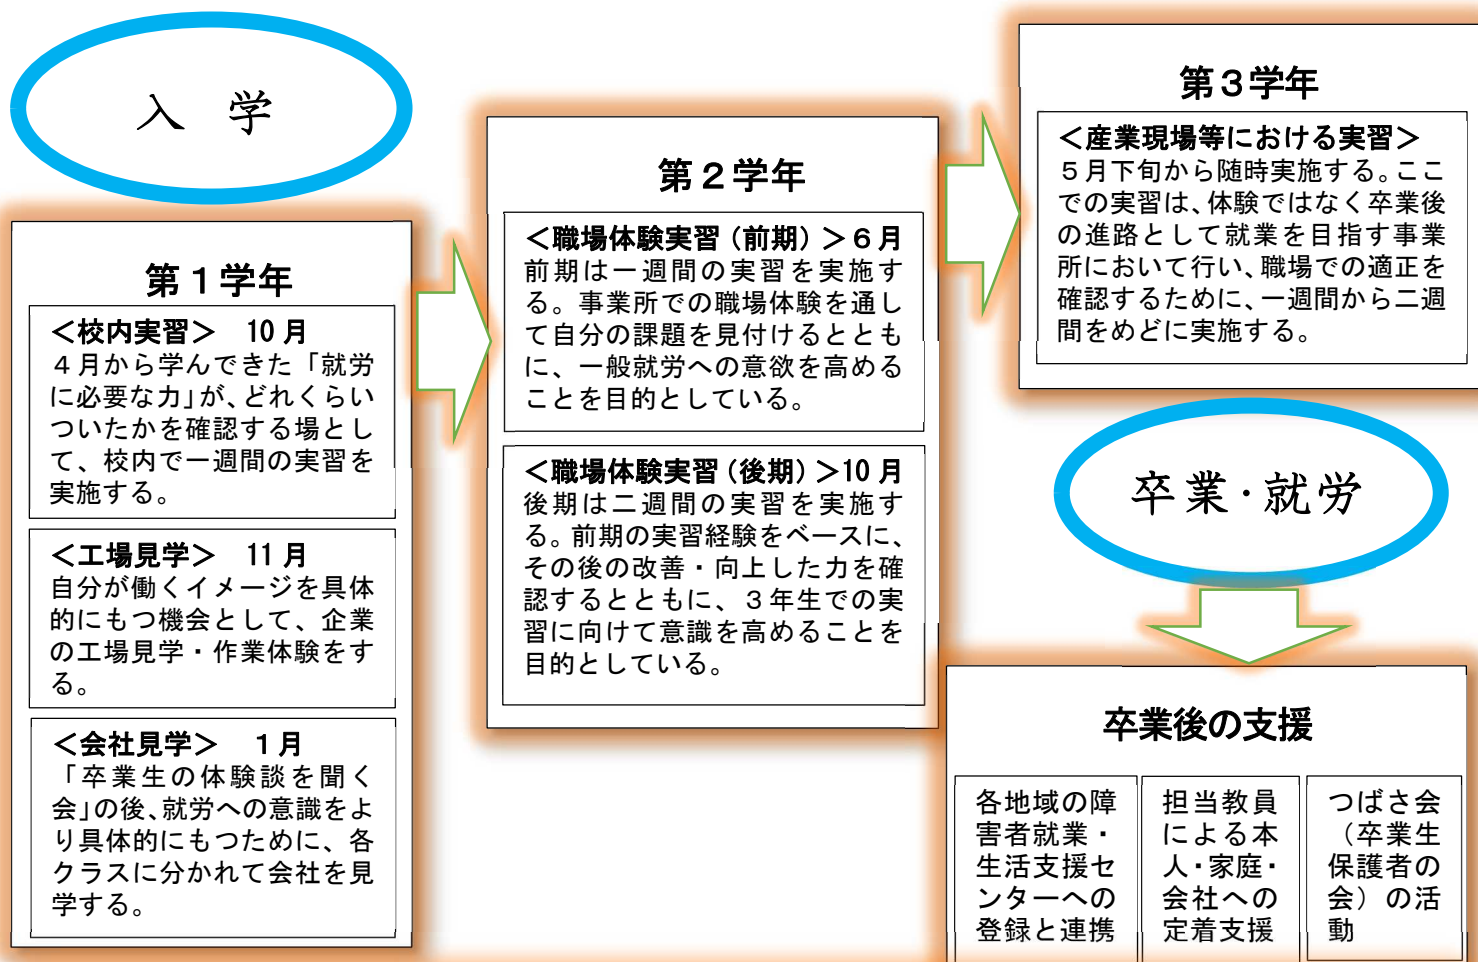 入 学
第１学年
＜校内実習＞　10 月
４月から学んできた「就労
に必要な力」が、どれくらい
ついたかを確認する場とし
て、校内で一週間の実習を
実施する。
＜工場見学＞　11 月
自分が働くイメージを具体
的にもつ機会として、企業
の工場見学・作業体験をす
る。
＜会社見学＞　１月
「卒業生の体験談を聞く
会」の後、就労への意識をよ
り具体的にもつために、各
クラスに分かれて会社を見
学する。
第２学年
＜職場体験実習（前期）＞６月
前期は一週間の実習を実施す
る。事業所での職場体験を通し
て自分の課題を見付けるととも
に、一般就労への意欲を高める
ことを目的としている。
＜職場体験実習（後期）＞10 月
後期は二週間の実習を実施す
る。前期の実習経験をベースに、
その後の改善・向上した力を確
認するとともに、３年生での実
習に向けて意識を高めることを
目的としている。
第３学年
＜産業現場等における実習＞
５月下旬から随時実施する。ここ
での実習は、体験ではなく卒業後
の進路として就業を目指す事業
所において行い、職場での適正を
確認するために、一週間から二週
間をめどに実施する。
卒業・就労
卒業後の支援
各地域の障
害者就業・
生活支援セ
ンターへの
登録と連携
担当教員
による本
人・家庭・
会社への
定着支援
つばさ会
（卒業生
保護者の
会）の活
動